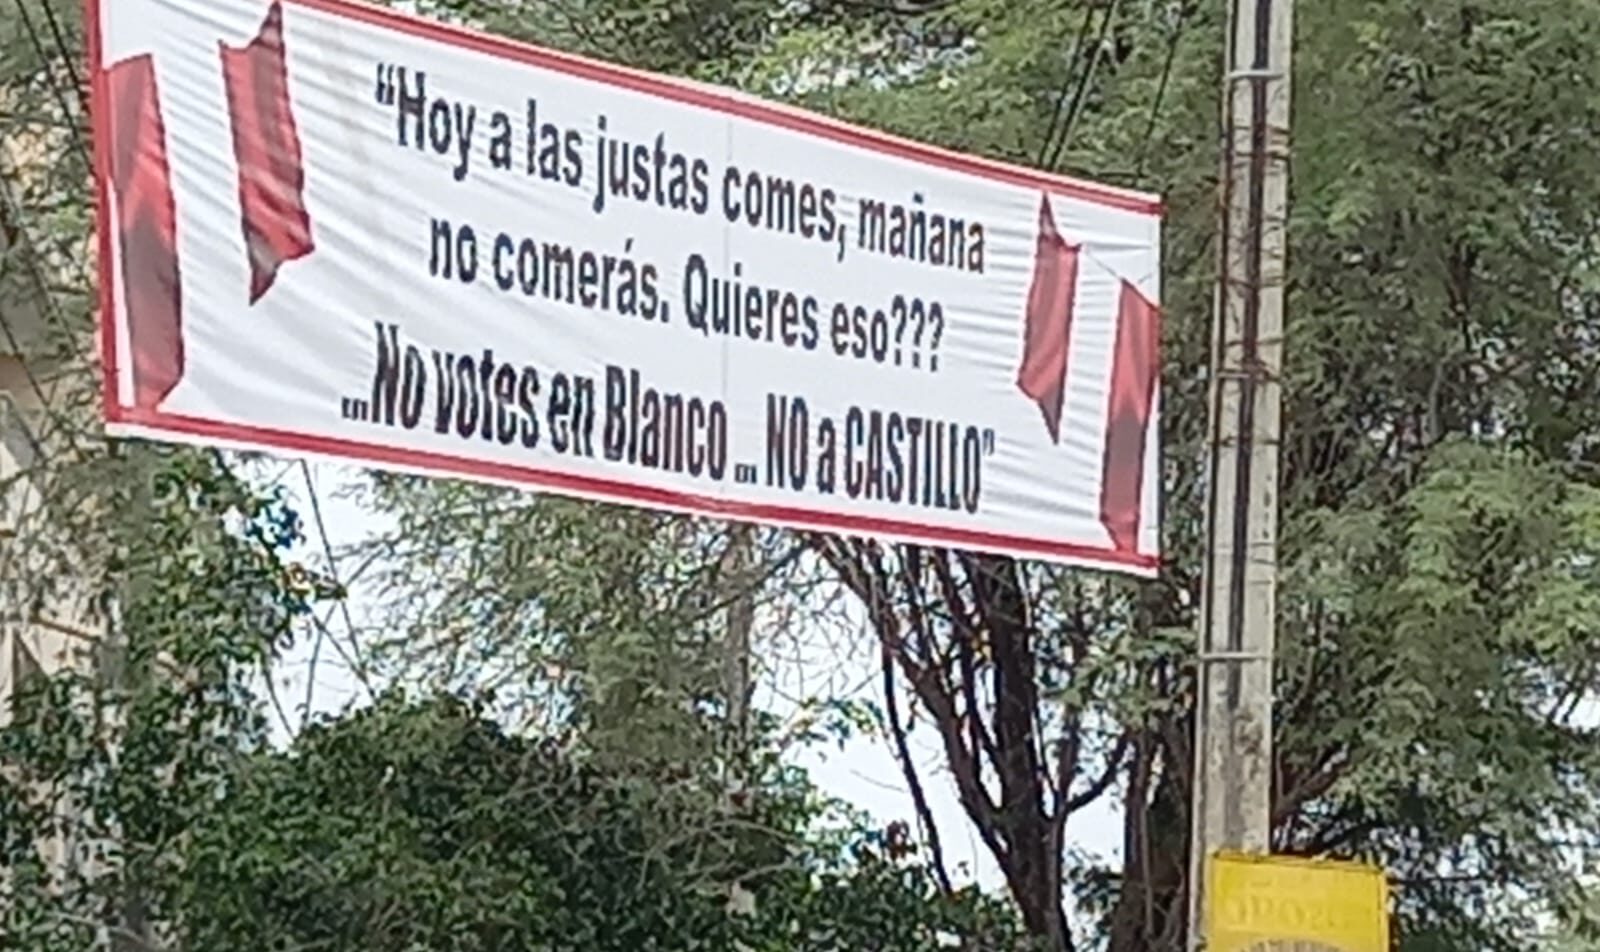 “Hoy a las justas comes, mañana
no comerás. Quieres eso???
...No votes en Blanco... NO a CASTILLO”